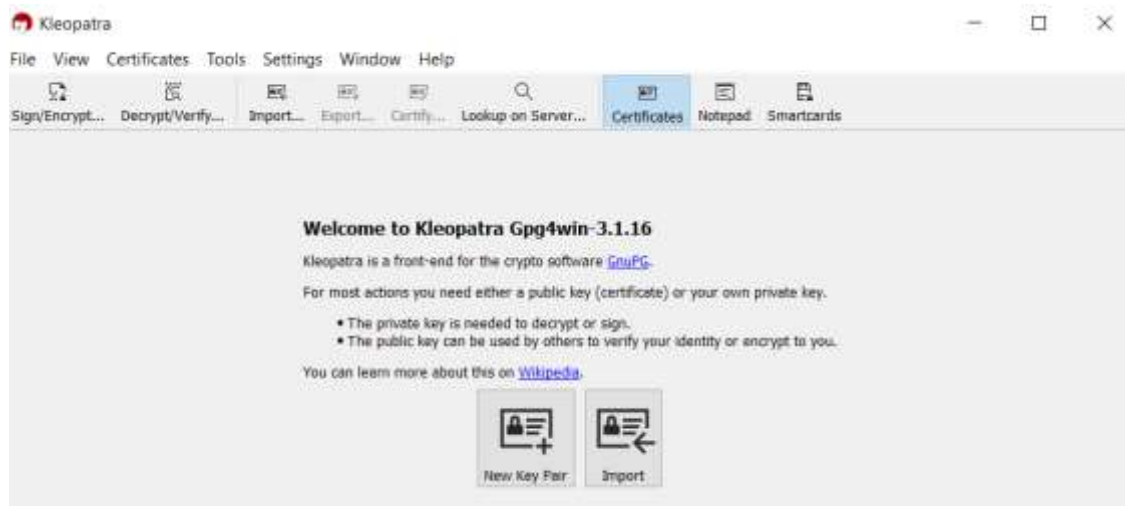 Kleopatra
File View Certificates Tools Settings Window Help
Sign/Encrypt... Decrypt/Verify... Import... Export... Certify... Lookup on Server... Certificates Notepad Smartcards
Welcome to Kleopatra Gpg4win-3.1.16
Kleopatra is a front-end for the crypto software GnuPG.
For most actions you need either a public key (certificate) or your own private key.
• The private key is needed to decrypt or sign.
• The public key can be used by others to verify your identity or encrypt to you.
You can learn more about this on Wikipedia.
New Key Pair Import